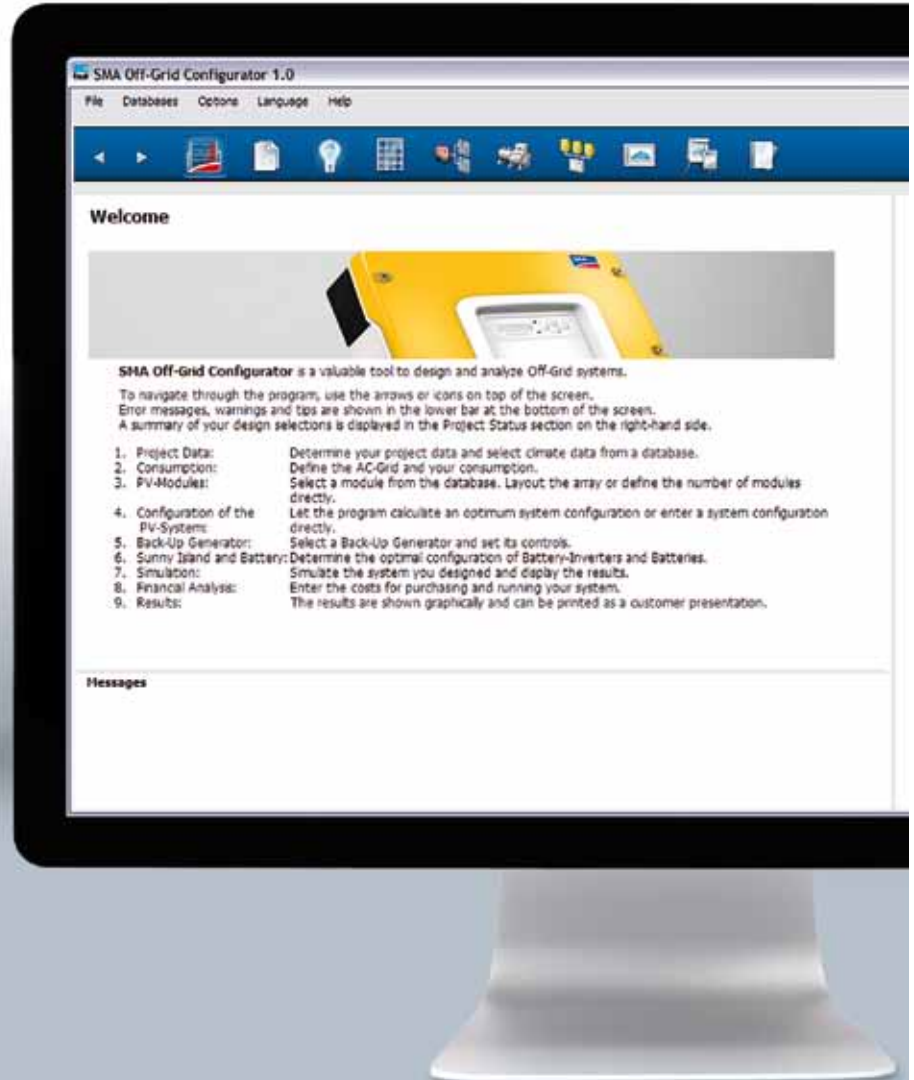 SMA Off-Grid Configurator 1.0
File Databases Options Language Help
Welcome
SMA
SMA Off-Grid Configurator is a valuable tool to design and analyze Off-Grid systems.
To navigate through the program, use the arrows or icons on top of the screen.
Error messages, warnings and tips are shown in the lower bar at the bottom of the screen.
A summary of your design selections is displayed in the Project Status section on the right-hand side.
1. Project Data: Determine your project data and select climate data from a database.
2. Consumption: Define the AC-Grid and your consumption.
3. PV-Modules: Select a module from the database. Layout the array or define the number of modules
directly.
4. Configuration of the Let the program calculate an optimum system configuration or enter a system configuration
PV-System: directly.
5. Back-Up Generator: Select a Back-Up Generator and set its controls.
6. Sunny Island and Battery: Determine the optimal configuration of Battery-Inverters and Batteries.
7. Simulation: Simulate the system you designed and display the results.
8. Financial Analysis: Enter the costs for purchasing and running your system.
9. Results: The results are shown graphically and can be printed as a customer presentation.
Messages